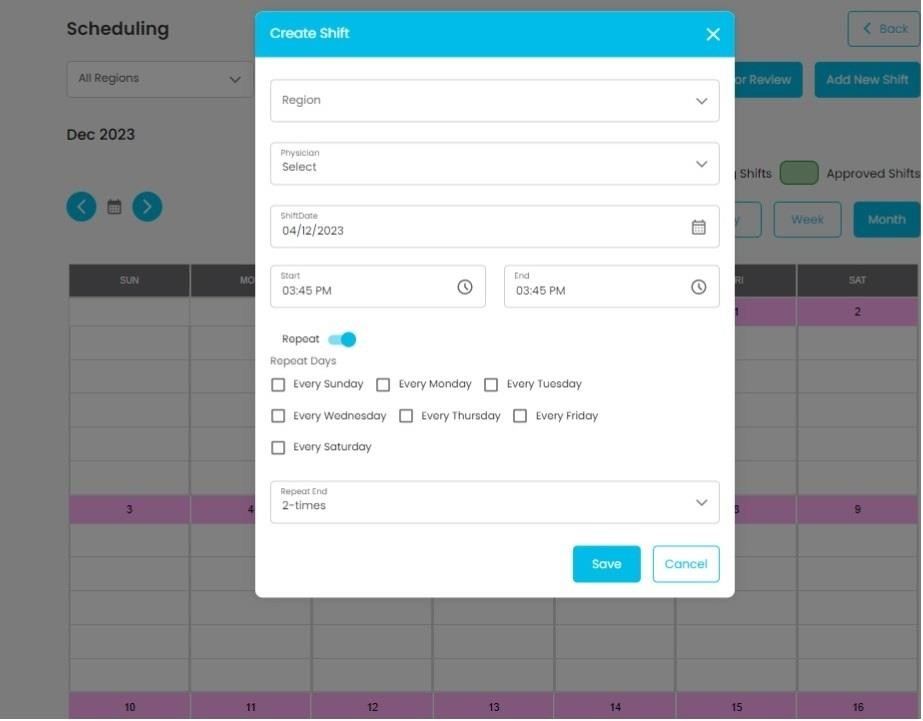 Scheduling
Create Shift
Back
All Regions
or Review
Add New Shift
Region
Dec 2023
Physician
Select
Shifts
Approved Shifts
ShiftDate
04/12/2023
y
Week
Month
Start
03:45 PM
End
03:45 PM
SUN
MO
RI
SAT
1
2
Repeat
Repeat Days
Every Sunday
Every Monday
Every Tuesday
Every Wednesday
Every Thursday
Every Friday
Every Saturday
Repeat End
2-times
3
4
8
9
Save
Cancel
10
11
12
13
14
15
16